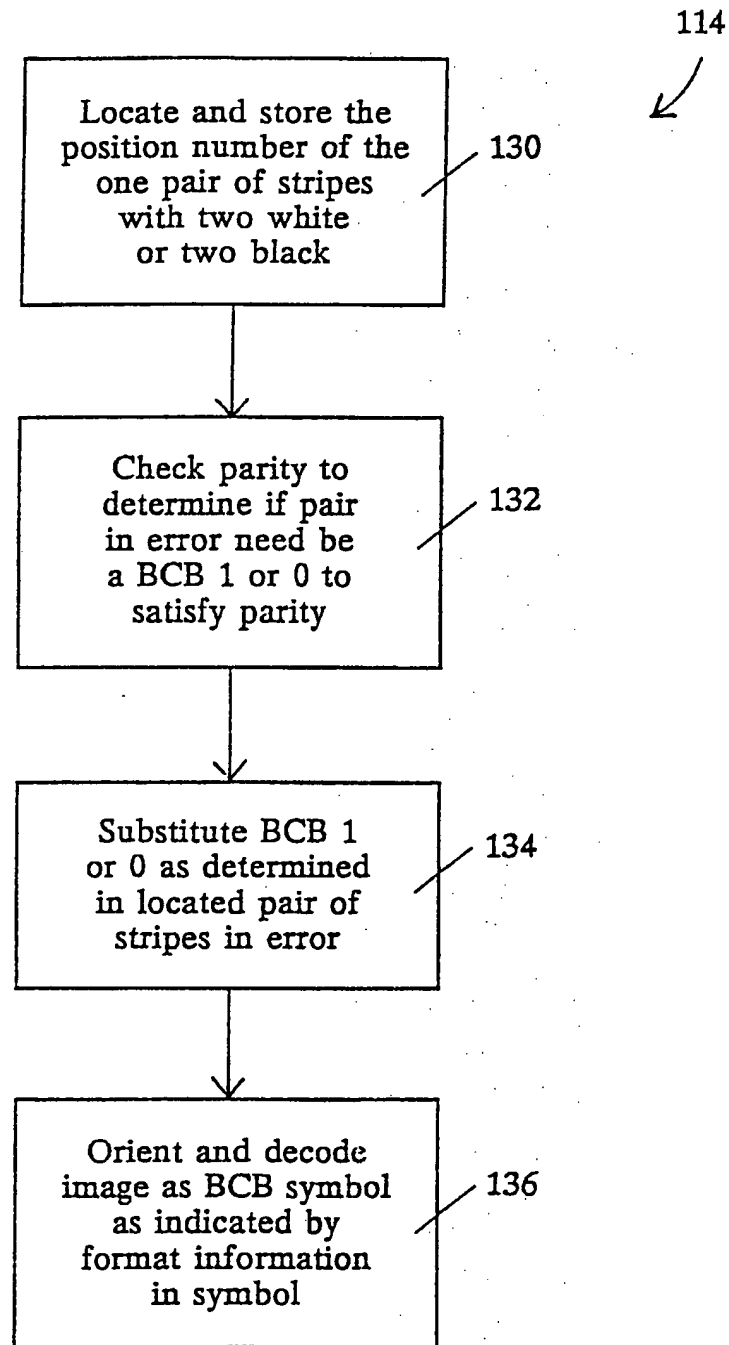 114
Locate and store the
position number of the
one pair of stripes
with two white
or two black
130
Check parity to
determine if pair
in error need be
a BCB 1 or 0 to
satisfy parity
132
Substitute BCB 1
or 0 as determined
in located pair of
stripes in error
134
Orient and decode
image as BCB symbol
as indicated by
format information
in symbol
136